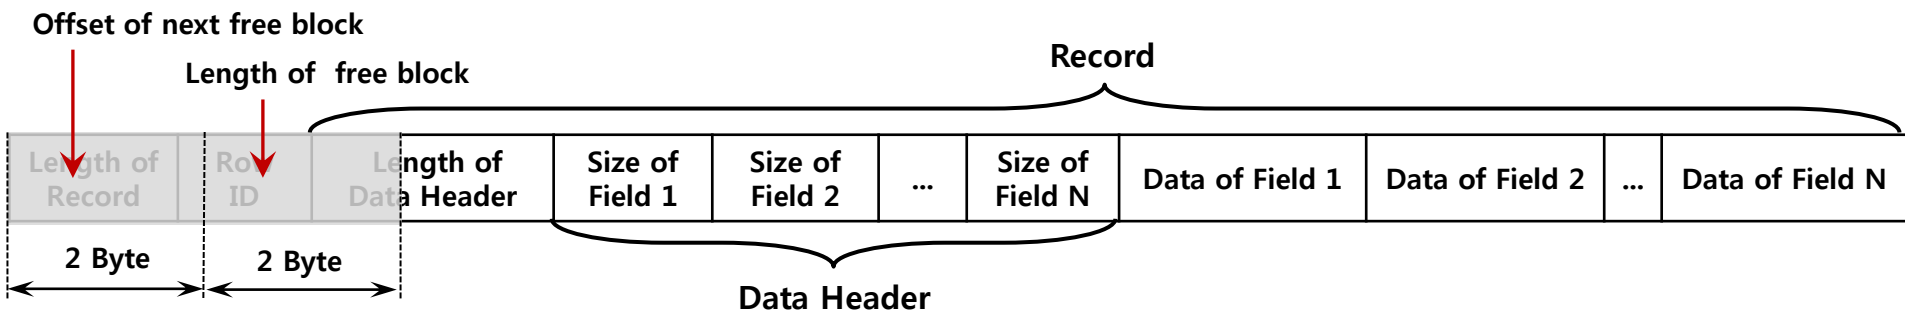 Offset of next free block
Length of free block
Record
Length of
Record
Row
ID
Length of
Data Header
Size of
Field 1
Size of
Field 2
...
Size of
Field N
Data of Field 1
Data of Field 2
...
Data of Field N
2 Byte
2 Byte
Data Header